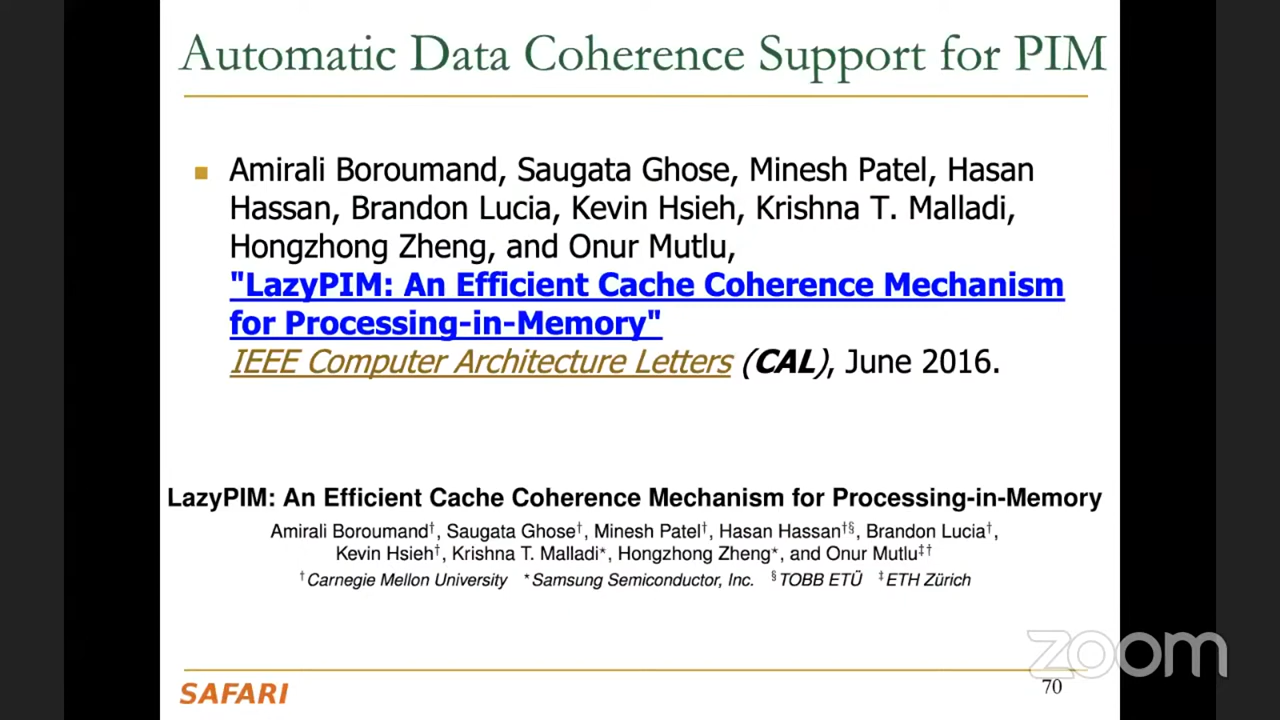 Automatic Data Coherence Support for PIM
Amirali Boroumand, Saugata Ghose, Minesh Patel, Hasan
Hassan, Brandon Lucia, Kevin Hsieh, Krishna T. Malladi,
Hongzhong Zheng, and Onur Mutlu,
"LazyPIM: An Efficient Cache Coherence Mechanism
for Processing-in-Memory"
IEEE Computer Architecture Letters (CAL), June 2016.
LazyPIM: An Efficient Cache Coherence Mechanism for Processing-in-Memory
Amirali Boroumand†, Saugata Ghose†, Minesh Patel†, Hasan Hassan†§, Brandon Lucia†,
Kevin Hsieh†, Krishna T. Malladi⋆, Hongzhong Zheng⋆, and Onur Mutlu‡†
†Carnegie Mellon University ⋆Samsung Semiconductor, Inc. §TOBB ETÜ ‡ETH Zürich
zoom
SAFARI
70